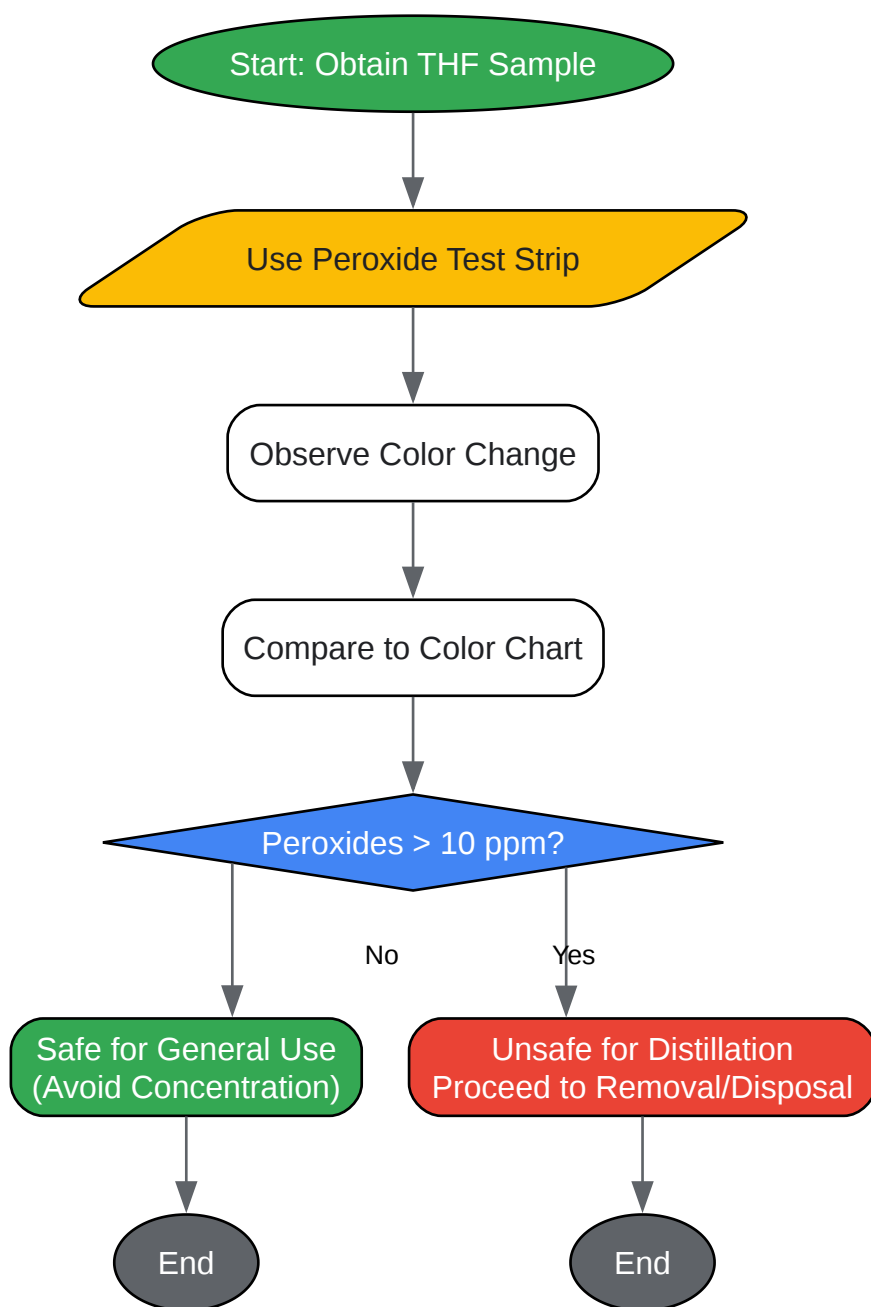 Start: Obtain THF Sample
Use Peroxide Test Strip
Observe Color Change
Compare to Color Chart
Peroxides > 10 ppm?
No
Yes
Safe for General Use
(Avoid Concentration)
Unsafe for Distillation
Proceed to Removal/Disposal
End
End